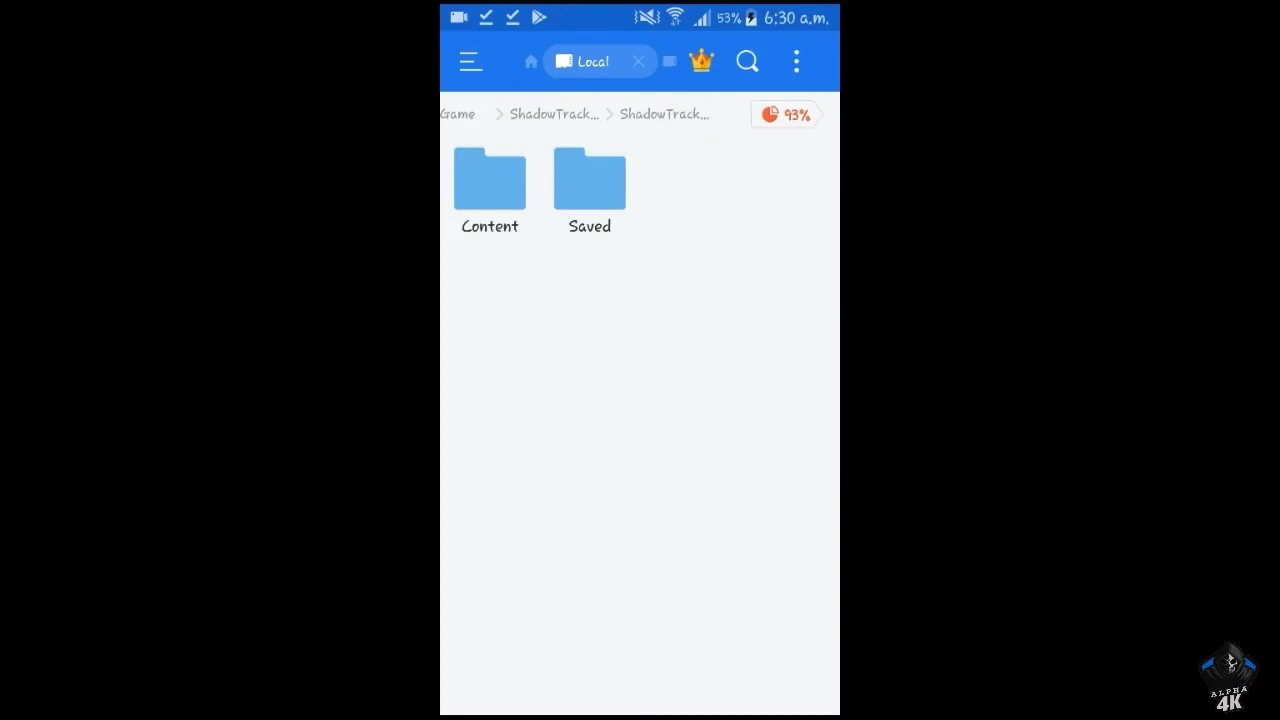 53% 6:30 a.m.
Local
Game ShadowTrack... ShadowTrack... 93%
Content Saved
ALPHA
4K